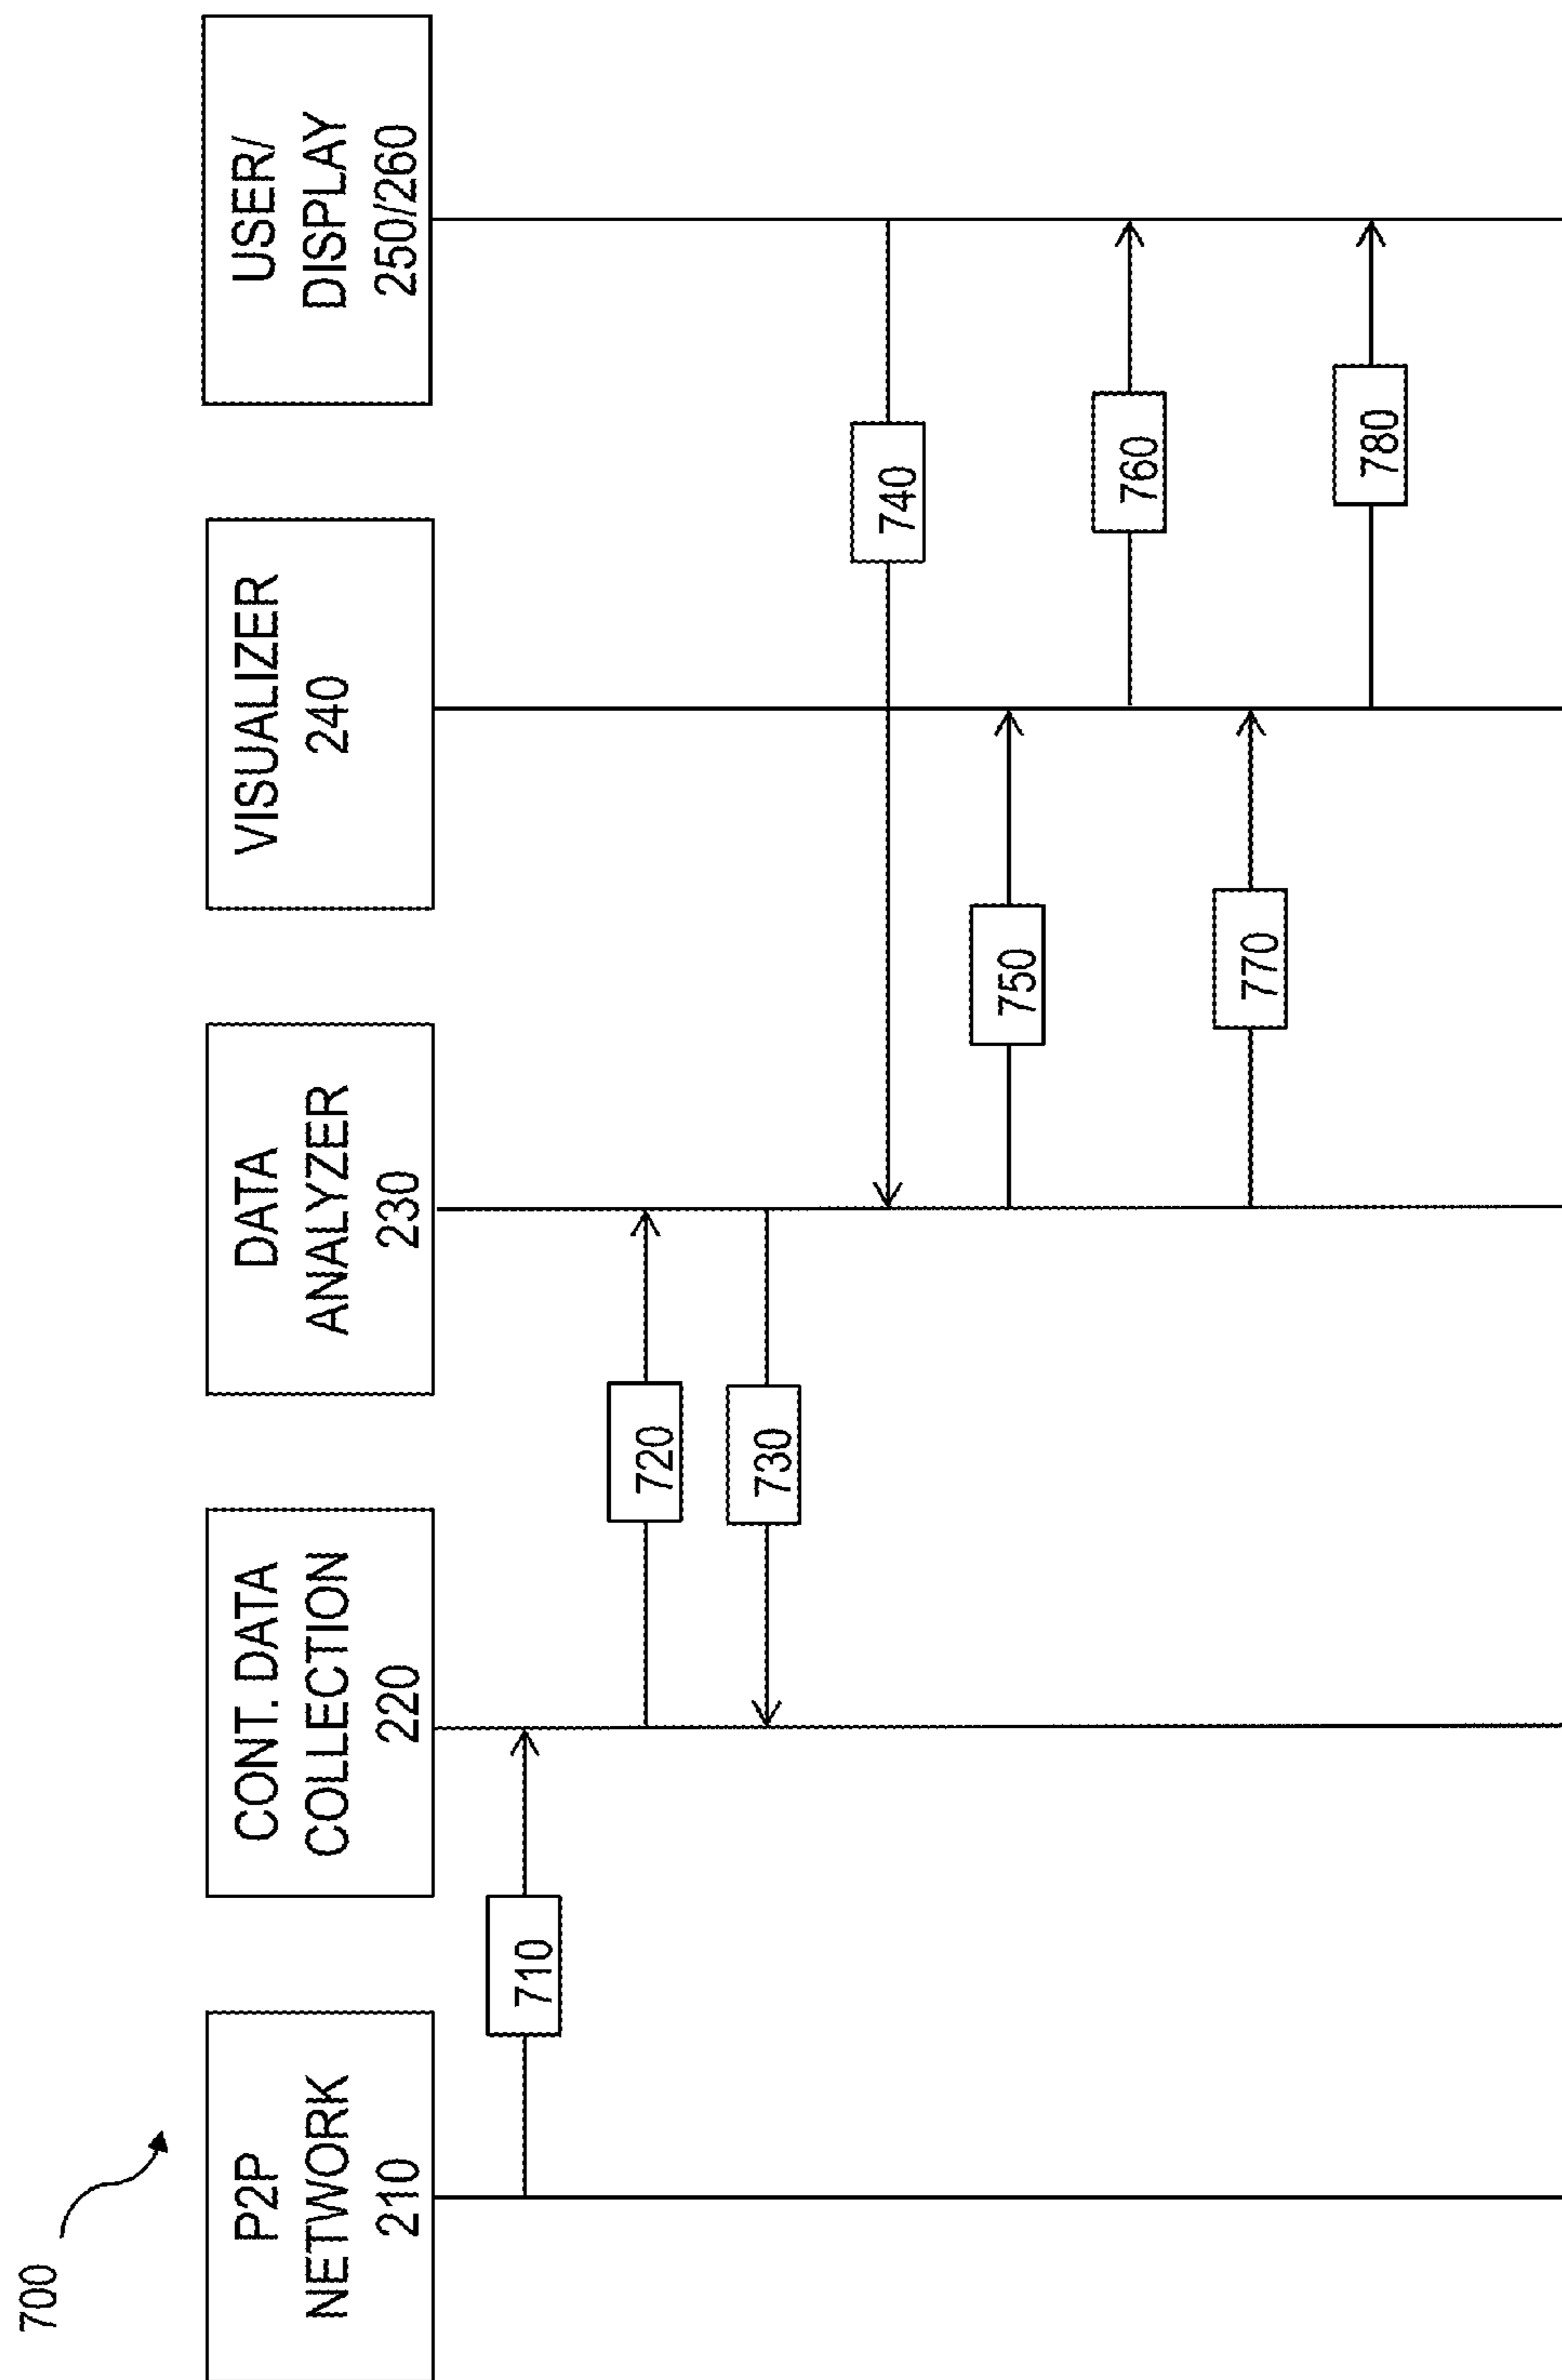 700
P2P
NETWORK
210
CONT. DATA
COLLECTION
220
DATA
ANALYZER
230
VISUALIZER
240
USER/
DISPLAY
250/260
710
720
730
740
750
760
770
780